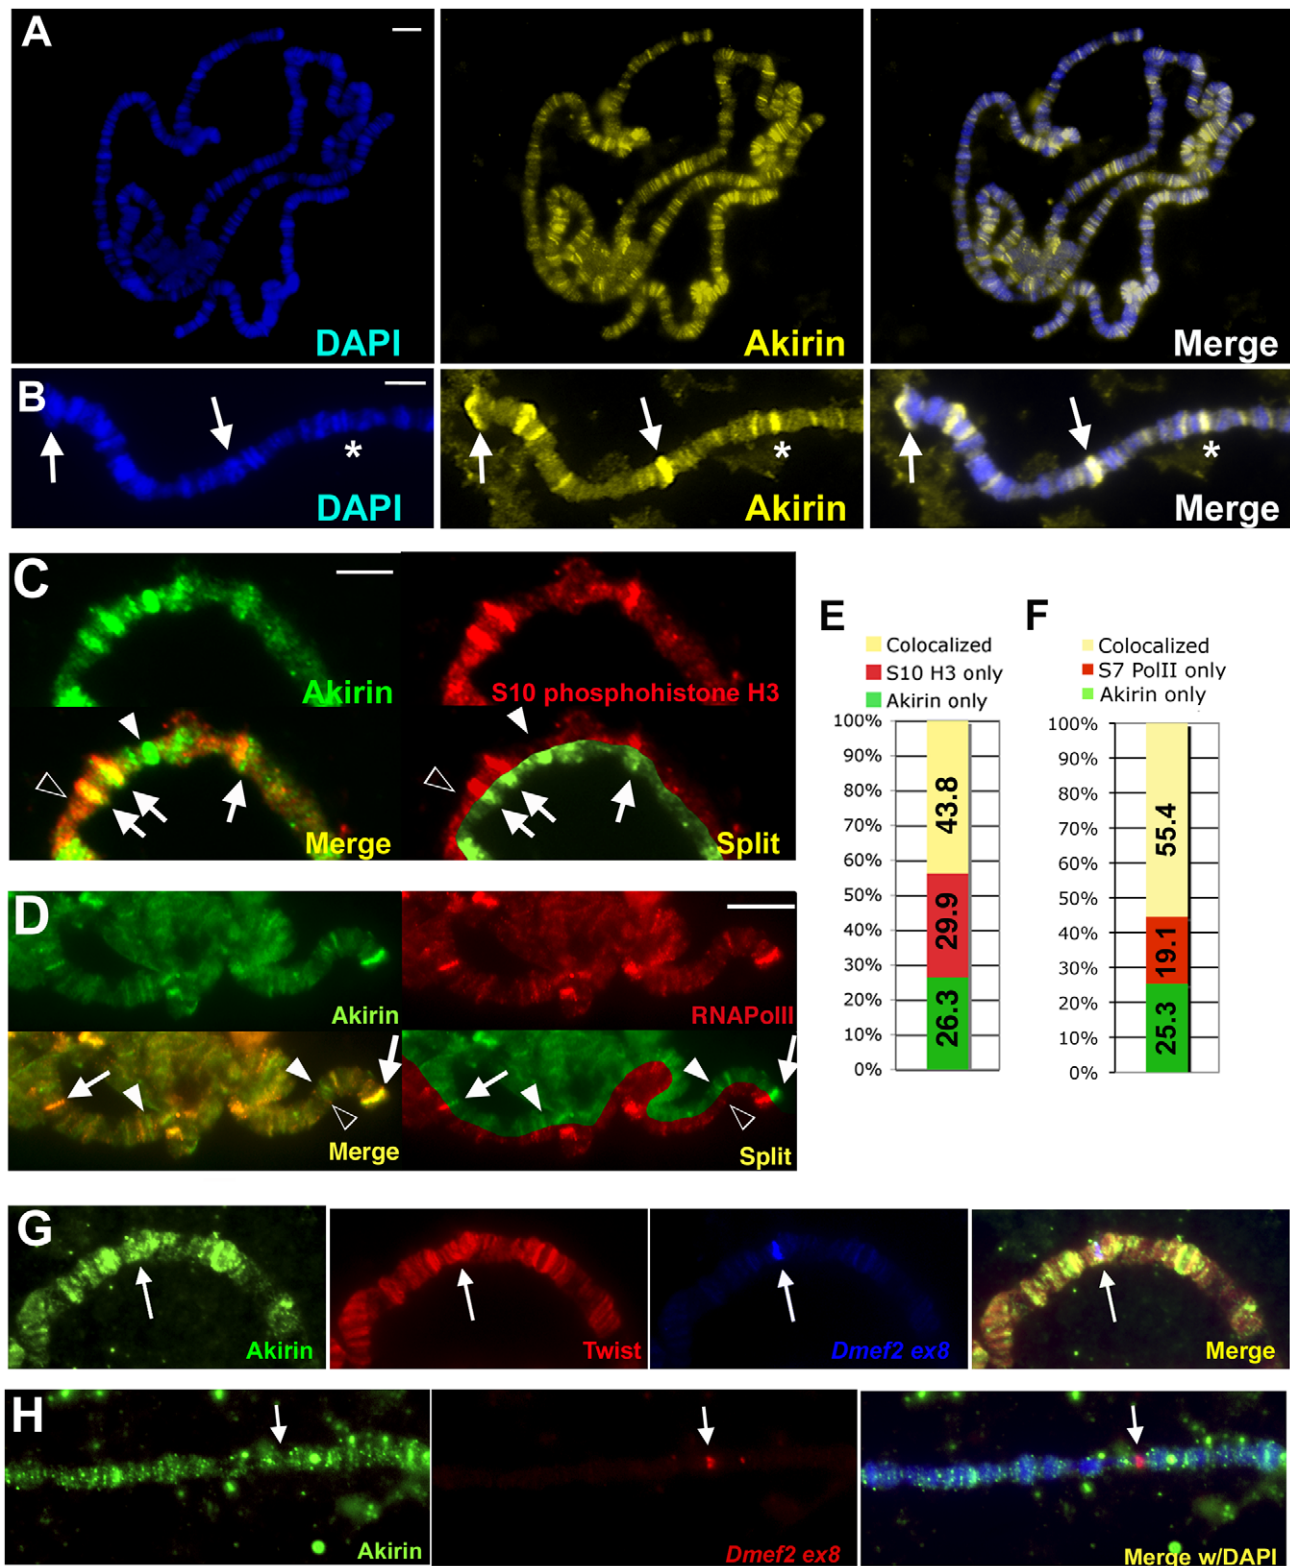 A
DAPI
Akirin
Merge
B
*
*
*
DAPI
Akirin
Merge
C
Akirin
S10 phosphohistone H3
Merge
Split
E
Colocalized
S10 H3 only
Akirin only
100%
90%
80%
70%
60%
50%
40%
30%
20%
10%
0%
43.8
29.9
26.3
F
Colocalized
S7 PolII only
Akirin only
100%
90%
80%
70%
60%
50%
40%
30%
20%
10%
0%
55.4
19.1
25.3
D
Akirin
RNAPolII
Merge
Split
G
Akirin
Twist
Dmef2 ex8
Merge
H
Akirin
Dmef2 ex8
Merge w/DAPI